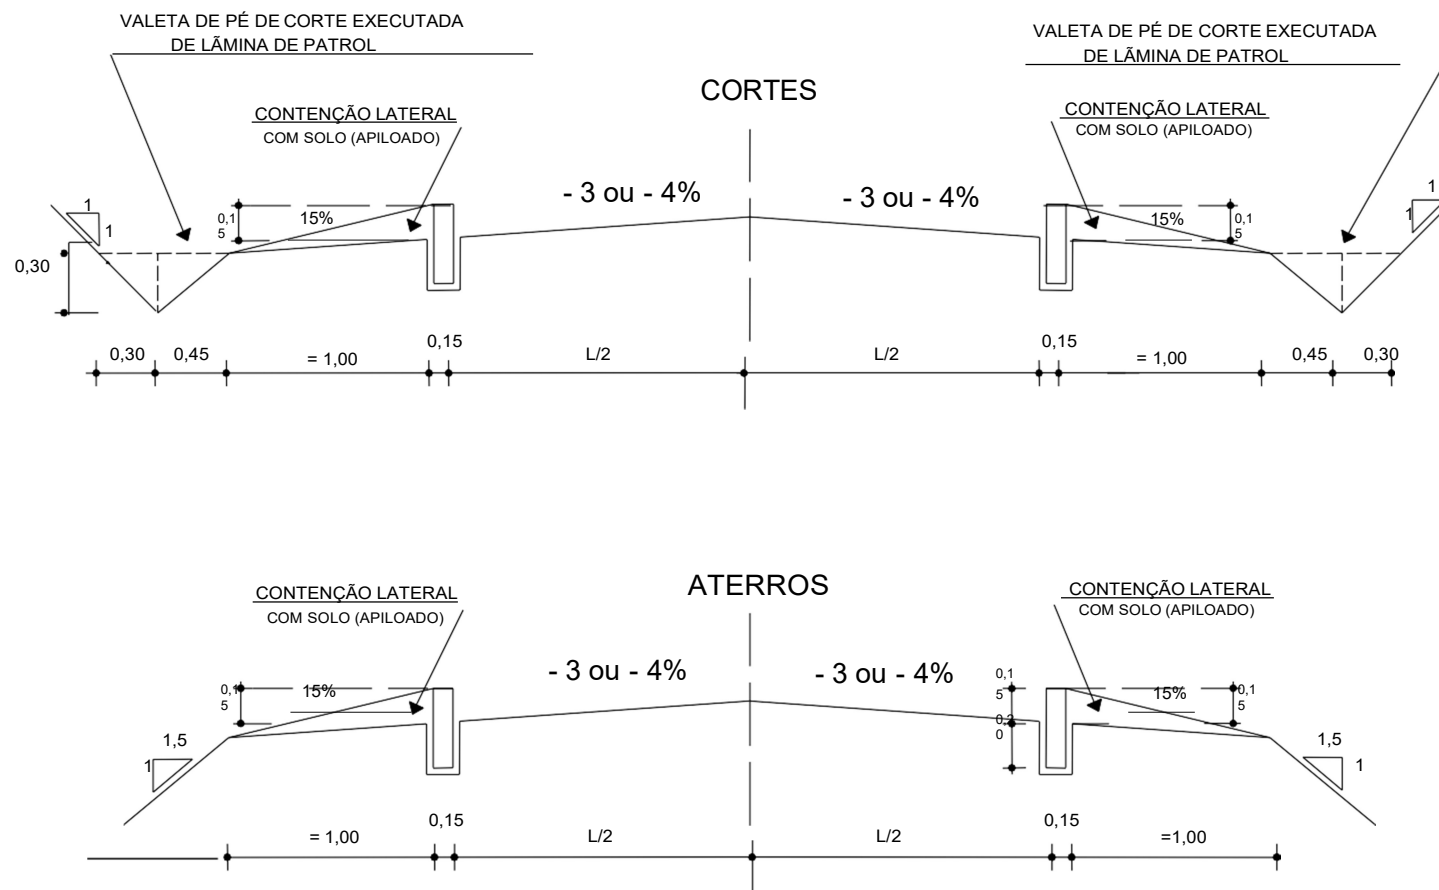 VALETA DE PÉ DE CORTE EXECUTADA
DE LÃMINA DE PATROL
VALETA DE PÉ DE CORTE EXECUTADA
DE LÃMINA DE PATROL
CORTES
CONTENÇÃO LATERAL
COM SOLO (APILOADO)
CONTENÇÃO LATERAL
COM SOLO (APILOADO)
- 3 ou - 4%
- 3 ou - 4%
1
1
0,1
5
15%
15%
0,1
5
1
1
0,30
0,30
0,45
= 1,00
0,15
L/2
L/2
0,15
= 1,00
0,45
0,30
ATERROS
CONTENÇÃO LATERAL
COM SOLO (APILOADO)
CONTENÇÃO LATERAL
COM SOLO (APILOADO)
- 3 ou - 4%
- 3 ou - 4%
0,1
5
15%
0,1
5
0,2
0
15%
0,1
5
1,5
1
1,5
1
= 1,00
0,15
L/2
L/2
0,15
=1,00